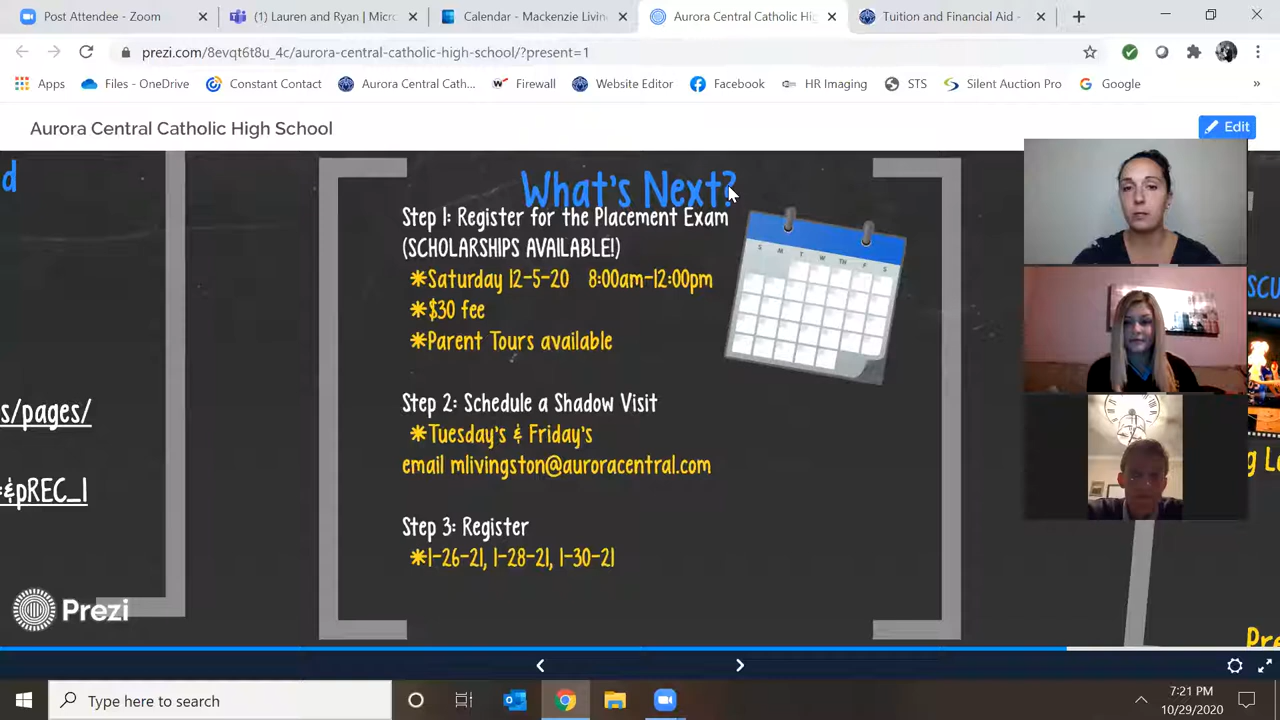 Post Attendee - Zoom
(1) Lauren and Ryan | Micr
Calendar - Mackenzie Livin
Aurora Central Catholic Hi
Tuition and Financial Aid -
prezi.com/8evqt6t8u_4c/aurora-central-catholic-high-school/?present=1
Apps
Files - OneDrive
Constant Contact
Aurora Central Cath...
Firewall
Website Editor
Facebook
HR Imaging
STS
Silent Auction Pro
Google
»
Aurora Central Catholic High School
Edit
d
What's Next?
Step 1: Register for the Placement Exam
(SCHOLARSHIPS AVAILABLE!)
*Saturday 12-5-20 8:00am-12:00pm
*$30 fee
*Parent Tours available
S M T W TH F S
Step 2: Schedule a Shadow Visit
*Tuesday's & Friday's
email mlivingston@auroracentral.com
Step 3: Register
*1-26-21, 1-28-21, 1-30-21
s/pages/
&pREC_1
SCU
g Le
Pre
Prezi
Type here to search
7:21 PM
10/29/2020